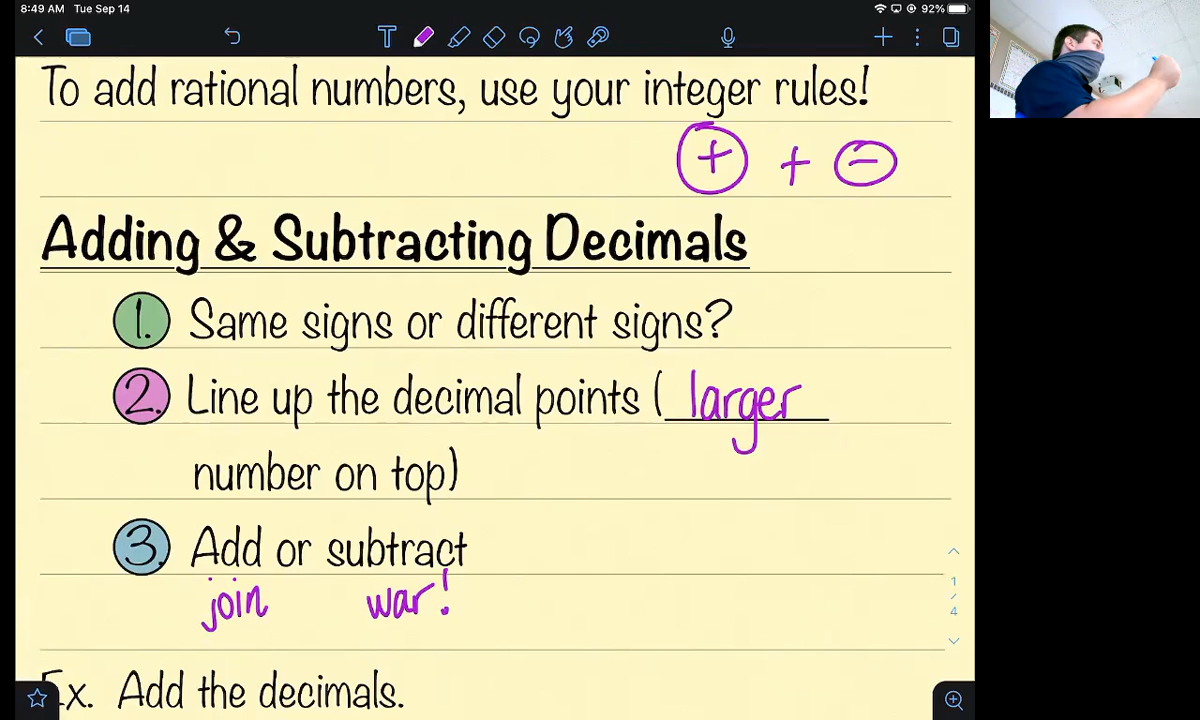 8:49 AM Tue Sep 14
92%
T
To add rational numbers, use your integer rules!
+ + −
Adding & Subtracting Decimals
1. Same signs or different signs?
2. Line up the decimal points (larger
number on top)
3. Add or subtract
join war!
1
/
4
Ex. Add the decimals.